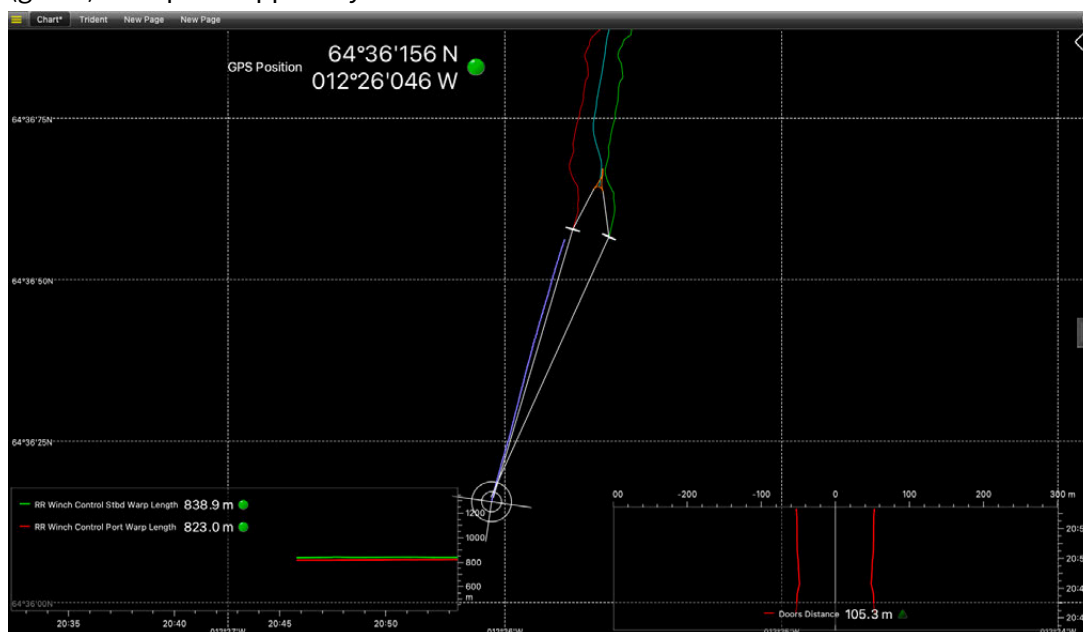 Chart* Trident New Page New Page
GPS Position 64°36'156 N
012°26'046 W
64°36'75N
64°36'50N
64°36'25N
RR Winch Control Stbd Warp Length 838.9 m
RR Winch Control Port Warp Length 823.0 m
1200
1000
800
600
m
64°36'00N
20:35 20:40 20:45 20:50
00 -200 -100 0 100 200 300 m
Doors Distance 105.3 m